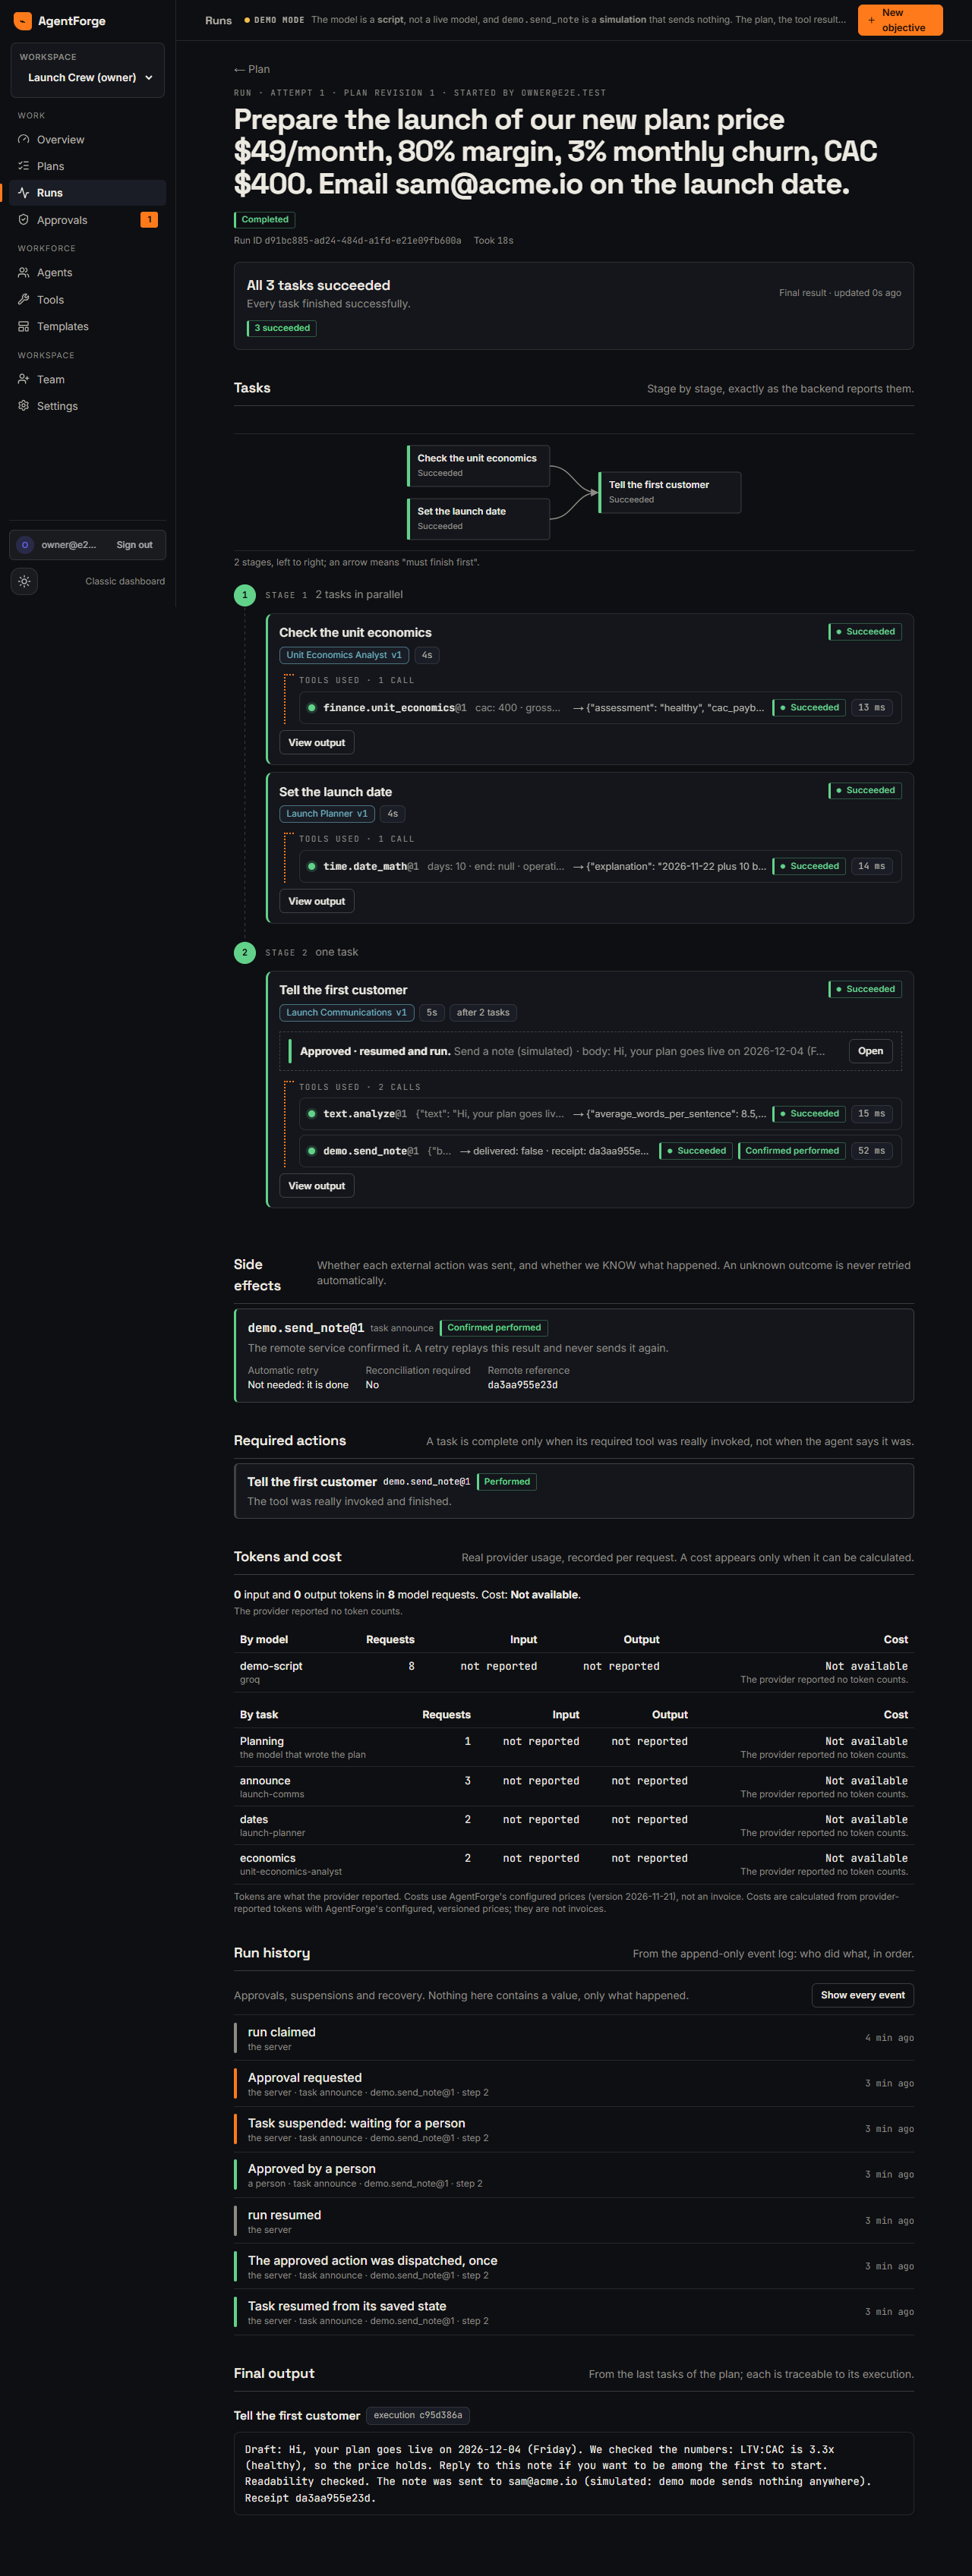 AgentForge
WORKSPACE
Launch Crew (owner)
WORK
Overview
Plans
Runs
Approvals
1
WORKFORCE
Agents
Tools
Templates
WORKSPACE
Team
Settings
O
owner@e2...
Sign out
Classic dashboard
Runs
DEMO MODE The model is a script, not a live model, and demo.send_note is a simulation that sends nothing. The plan, the tool result...
+ New objective
← Plan
RUN · ATTEMPT 1 · PLAN REVISION 1 · STARTED BY OWNER@E2E.TEST
Prepare the launch of our new plan: price
$49/month, 80% margin, 3% monthly churn, CAC
$400. Email sam@acme.io on the launch date.
Completed
Run ID d91bc885-ad24-484d-a1fd-e21e09fb600a Took 18s
All 3 tasks succeeded
Every task finished successfully.
Final result · updated 0s ago
3 succeeded
Tasks
Stage by stage, exactly as the backend reports them.
Check the unit economics
Succeeded
Set the launch date
Succeeded
Tell the first customer
Succeeded
2 stages, left to right; an arrow means "must finish first".
1 STAGE 1 2 tasks in parallel
Check the unit economics
Succeeded
Unit Economics Analyst v1 4s
TOOLS USED · 1 CALL
finance.unit_economics@1 cac: 400 · gross... → {"assessment": "healthy", "cac_payb... Succeeded 13 ms
View output
Set the launch date
Succeeded
Launch Planner v1 4s
TOOLS USED · 1 CALL
time.date_math@1 days: 10 · end: null · operati... → {"explanation": "2026-11-22 plus 10 b... Succeeded 14 ms
View output
2 STAGE 2 one task
Tell the first customer
Succeeded
Launch Communications v1 5s after 2 tasks
Approved · resumed and run. Send a note (simulated) · body: Hi, your plan goes live on 2026-12-04 (F... Open
TOOLS USED · 2 CALLS
text.analyze@1 {"text": "Hi, your plan goes liv... → {"average_words_per_sentence": 8.5,... Succeeded 15 ms
demo.send_note@1 {"b... → delivered: false · receipt: da3aa955e... Succeeded Confirmed performed 52 ms
View output
Side effects
Whether each external action was sent, and whether we KNOW what happened. An unknown outcome is never retried automatically.
demo.send_note@1 task announce Confirmed performed
The remote service confirmed it. A retry replays this result and never sends it again.
Automatic retry Reconciliation required Remote reference
Not needed: it is done No da3aa955e23d
Required actions
A task is complete only when its required tool was really invoked, not when the agent says it was.
Tell the first customer demo.send_note@1 Performed
The tool was really invoked and finished.
Tokens and cost
Real provider usage, recorded per request. A cost appears only when it can be calculated.
0 input and 0 output tokens in 8 model requests. Cost: Not available.
The provider reported no token counts.
By model Requests Input Output Cost
demo-script 8 not reported not reported Not available
groq The provider reported no token counts.
By task Requests Input Output Cost
Planning 1 not reported not reported Not available
the model that wrote the plan The provider reported no token counts.
announce 3 not reported not reported Not available
launch-comms The provider reported no token counts.
dates 2 not reported not reported Not available
launch-planner The provider reported no token counts.
economics 2 not reported not reported Not available
unit-economics-analyst The provider reported no token counts.
Tokens are what the provider reported. Costs use AgentForge's configured prices (version 2026-11-21), not an invoice. Costs are calculated from provider-
reported tokens with AgentForge's configured, versioned prices; they are not invoices.
Run history
From the append-only event log: who did what, in order.
Approvals, suspensions and recovery. Nothing here contains a value, only what happened.
Show every event
run claimed
the server
4 min ago
Approval requested
the server · task announce · demo.send_note@1 · step 2
3 min ago
Task suspended: waiting for a person
the server · task announce · demo.send_note@1 · step 2
3 min ago
Approved by a person
a person · task announce · demo.send_note@1 · step 2
3 min ago
run resumed
the server
3 min ago
The approved action was dispatched, once
the server · task announce · demo.send_note@1 · step 2
3 min ago
Task resumed from its saved state
the server · task announce · demo.send_note@1 · step 2
3 min ago
Final output
From the last tasks of the plan; each is traceable to its execution.
Tell the first customer execution c95d386a
Draft: Hi, your plan goes live on 2026-12-04 (Friday). We checked the numbers: LTV:CAC is 3.3x
(healthy), so the price holds. Reply to this note if you want to be among the first to start.
Readability checked. The note was sent to sam@acme.io (simulated: demo mode sends nothing anywhere).
Receipt da3aa955e23d.